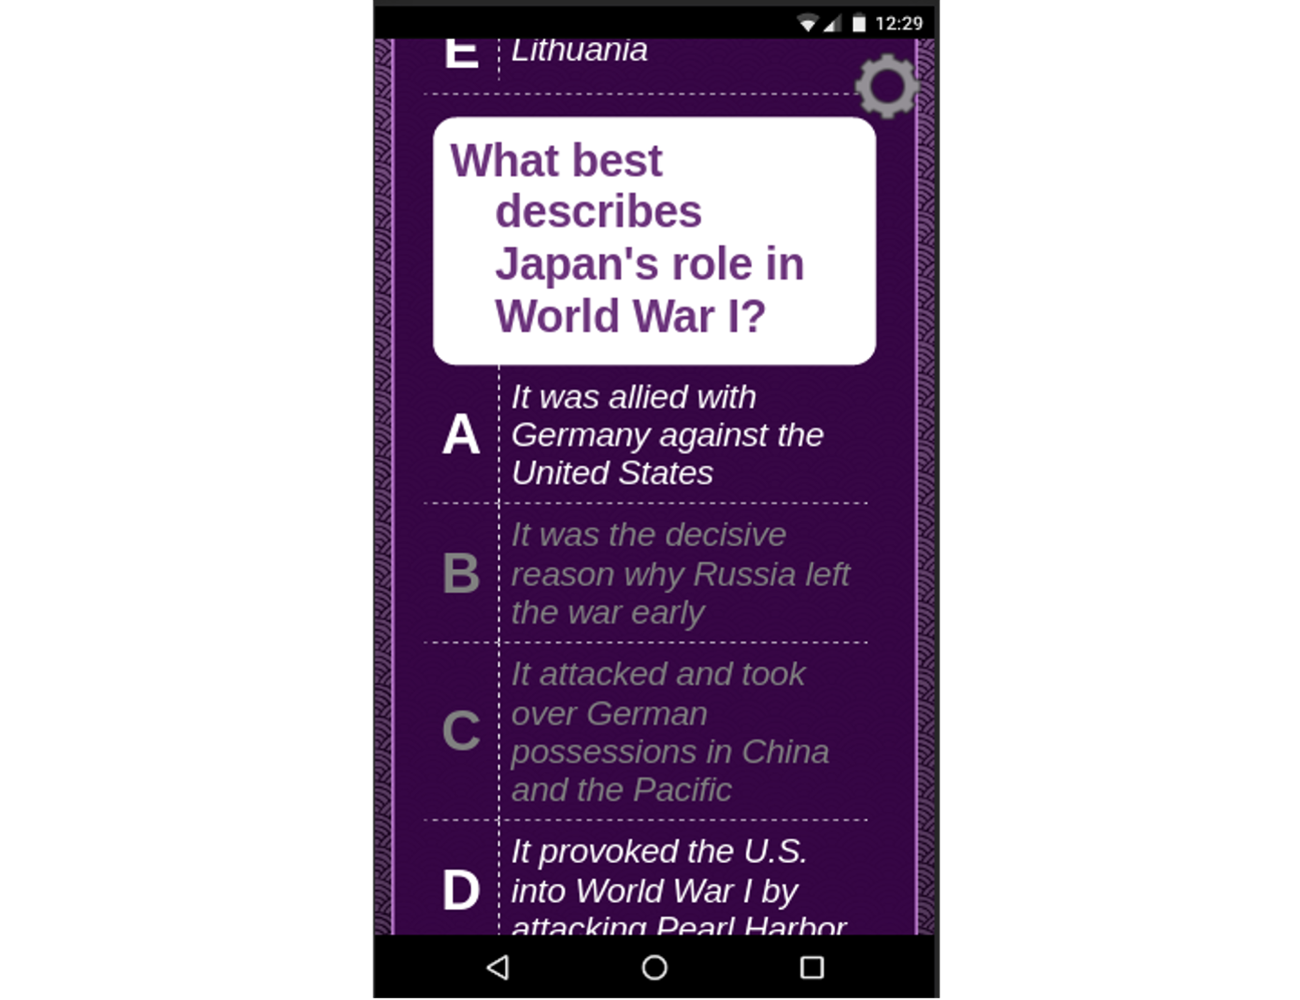 12:29
E Lithuania
What best
describes
Japan's role in
World War I?
It was allied with
A Germany against the
United States
It was the decisive
B reason why Russia left
the war early
It attacked and took
over German
C possessions in China
and the Pacific
It provoked the U.S.
D into World War I by
attacking Pearl Harbor